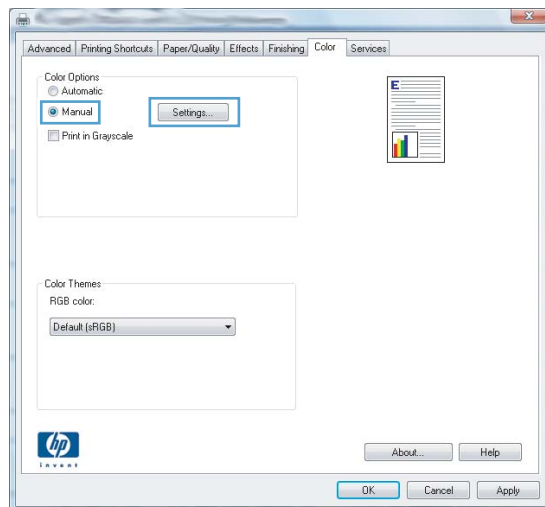 Advanced Printing Shortcuts Paper/Quality Effects Finishing Color Services
Color Options
Automatic
Manual Settings...
Print in Grayscale
E
Color Themes
RGB color:
Default (sRGB)
hp
invent
About... Help
OK Cancel Apply